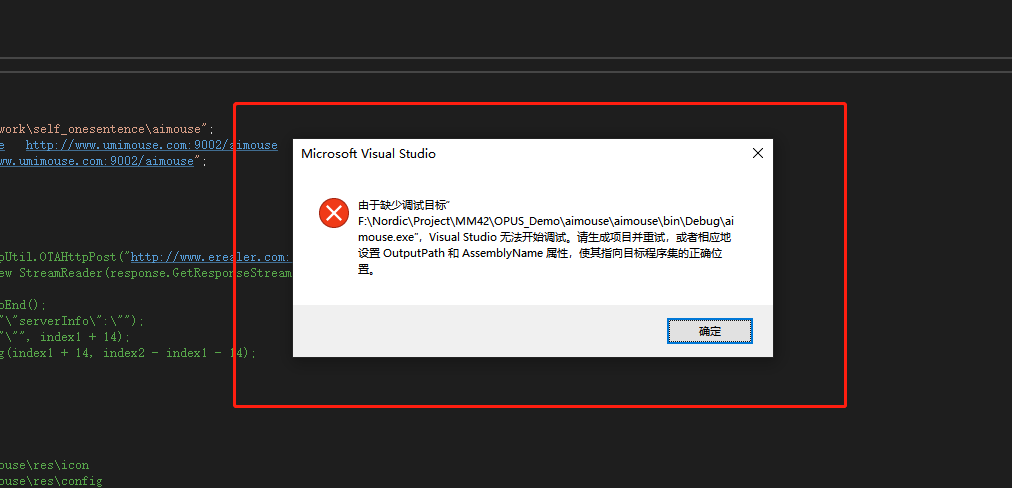 work\self_onesentence\aimouse";
e http://www.umimouse.com:9002/aimouse
ww.umimouse.com:9002/aimouse";
Microsoft Visual Studio
由于缺少调试目标"
F:\Nordic\Project\MM42\OPUS_Demo\aimouse\aimouse\bin\Debug\ai
mouse.exe", Visual Studio 无法开始调试。请生成项目并重试，或者相应地
设置 OutputPath 和 AssemblyName 属性，使其指向目标程序集的正确位
置。
确定
pUtil.OTAHttpPost("http://www.erealer.com:
ew StreamReader(response.GetResponseStream
oEnd();
"\"serverInfo\":\"");
"\"", index1 + 14);
g(index1 + 14, index2 - index1 - 14);
ouse\res\icon
ouse\res\config